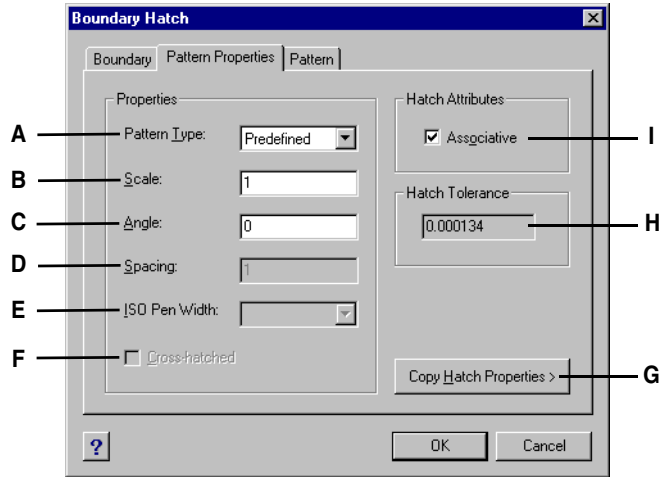 Boundary Hatch
Boundary Pattern Properties Pattern
Properties
A Pattern Type: Predefined
B Scale: 1
C Angle: 0
D Spacing: 1
E ISO Pen Width:
F Cross-hatched
Hatch Attributes
Associative I
Hatch Tolerance
0.000134 H
Copy Hatch Properties > G
? OK Cancel